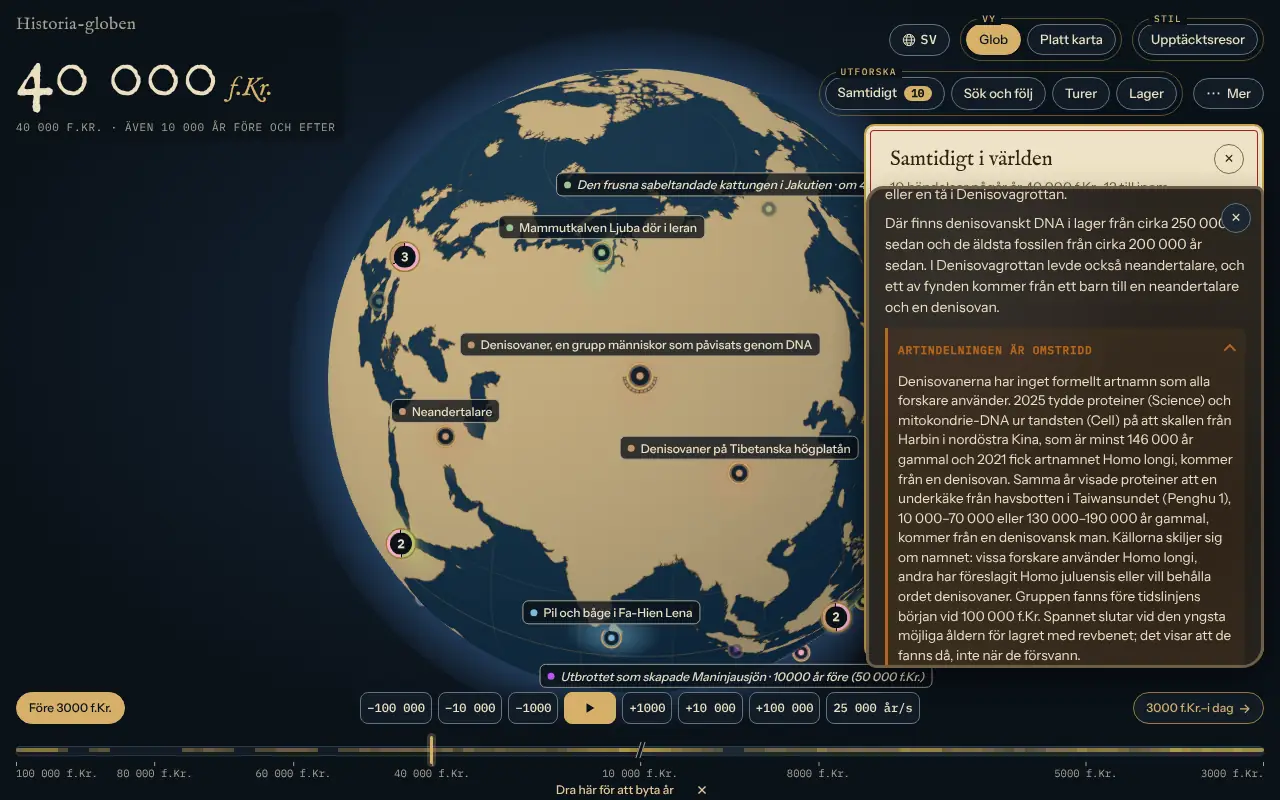 Historia-globen
40 000 f.Kr.
40 000 F.KR. · ÄVEN 10 000 ÅR FÖRE OCH EFTER
SV
VY
Glob
Platt karta
STIL
Upptäcktsresor
UTFORSKA
Samtidigt 10
Sök och följ
Turer
Lager
··· Mer
Samtidigt i världen
×
eller en tå i Denisovagrottan.
×
Där finns denisovanskt DNA i lager från cirka 250 000
sedan och de äldsta fossilen från cirka 200 000 år
sedan. I Denisovagrottan levde också neandertalare, och
ett av fynden kommer från ett barn till en neandertalare
och en denisovan.
ARTINDELNINGEN ÄR OMSTRIDD
Denisovanerna har inget formellt artnamn som alla
forskare använder. 2025 tydde proteiner (Science) och
mitokondrie-DNA ur tandsten (Cell) på att skallen från
Harbin i nordöstra Kina, som är minst 146 000 år
gammal och 2021 fick artnamnet Homo longi, kommer
från en denisovan. Samma år visade proteiner att en
underkäke från havsbotten i Taiwansundet (Penghu 1),
10 000–70 000 eller 130 000–190 000 år gammal,
kommer från en denisovansk man. Källorna skiljer sig
om namnet: vissa forskare använder Homo longi,
andra har föreslagit Homo juluensis eller vill behålla
ordet denisovaner. Gruppen fanns före tidslinjens
början vid 100 000 f.Kr. Spannet slutar vid den yngsta
möjliga åldern för lagret med revbenet; det visar att de
fanns då, inte när de försvann.
Den frusna sabeltandade kattungen i Jakutien · om 4
Mammutkalven Ljuba dör i leran
3
Denisovaner, en grupp människor som påvisats genom DNA
Neandertalare
Denisovaner på Tibetanska högplatån
2
Pil och båge i Fa-Hien Lena
2
Utbrottet som skapade Maninjausjön · 10000 år före (50 000 f.Kr.)
Före 3000 f.Kr.
−100 000
−10 000
−1000
+1000
+10 000
+100 000
25 000 år/s
3000 f.Kr.–i dag →
100 000 f.Kr.
80 000 f.Kr.
60 000 f.Kr.
40 000 f.Kr.
10 000 f.Kr.
8000 f.Kr.
5000 f.Kr.
3000 f.Kr.
Dra här för att byta år ×